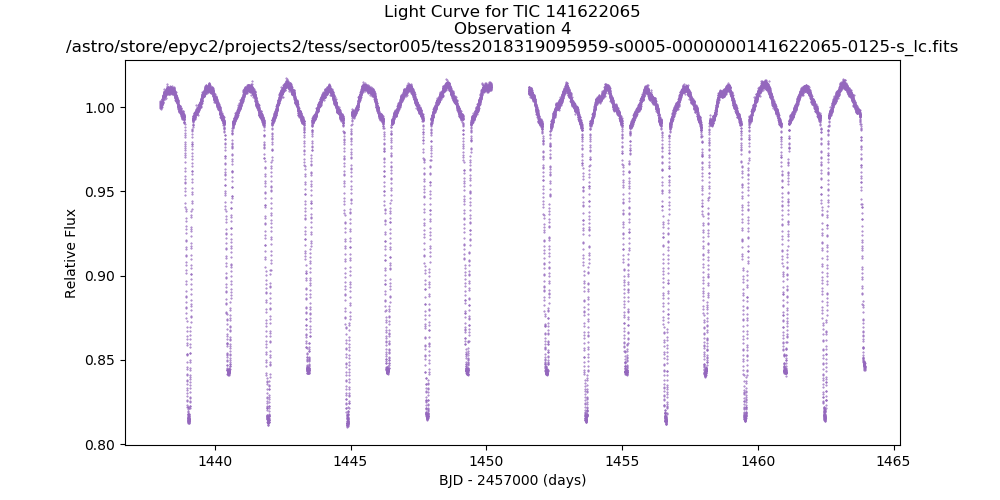 Light Curve for TIC 141622065
Observation 4
/astro/store/epyc2/projects2/tess/sector005/tess2018319095959-s0005-0000000141622065-0125-s_lc.fits
Relative Flux
1.00
0.95
0.90
0.85
0.80
1440
1445
1450
1455
1460
1465
BJD - 2457000 (days)